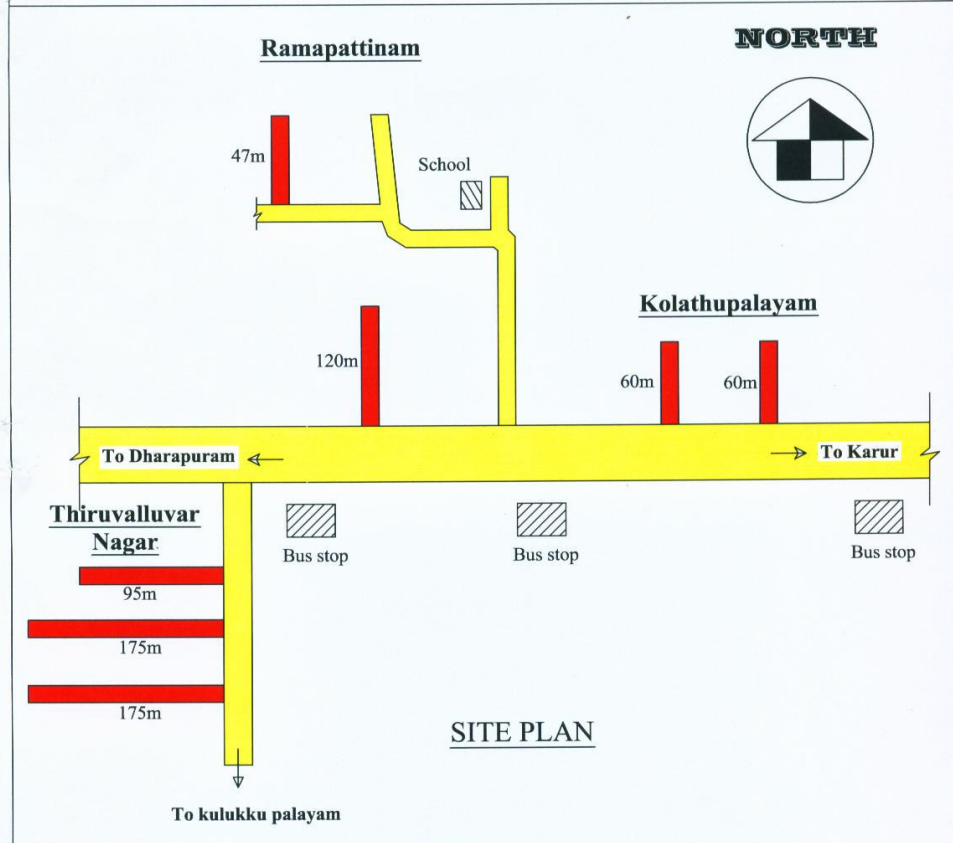 NORTH
Ramapattinam
47m
School
Kolathupalayam
120m
60m
60m
To Dharapuram
To Karur
Thiruvalluvar
Nagar
Bus stop
Bus stop
Bus stop
95m
175m
175m
SITE PLAN
To kulukku palayam